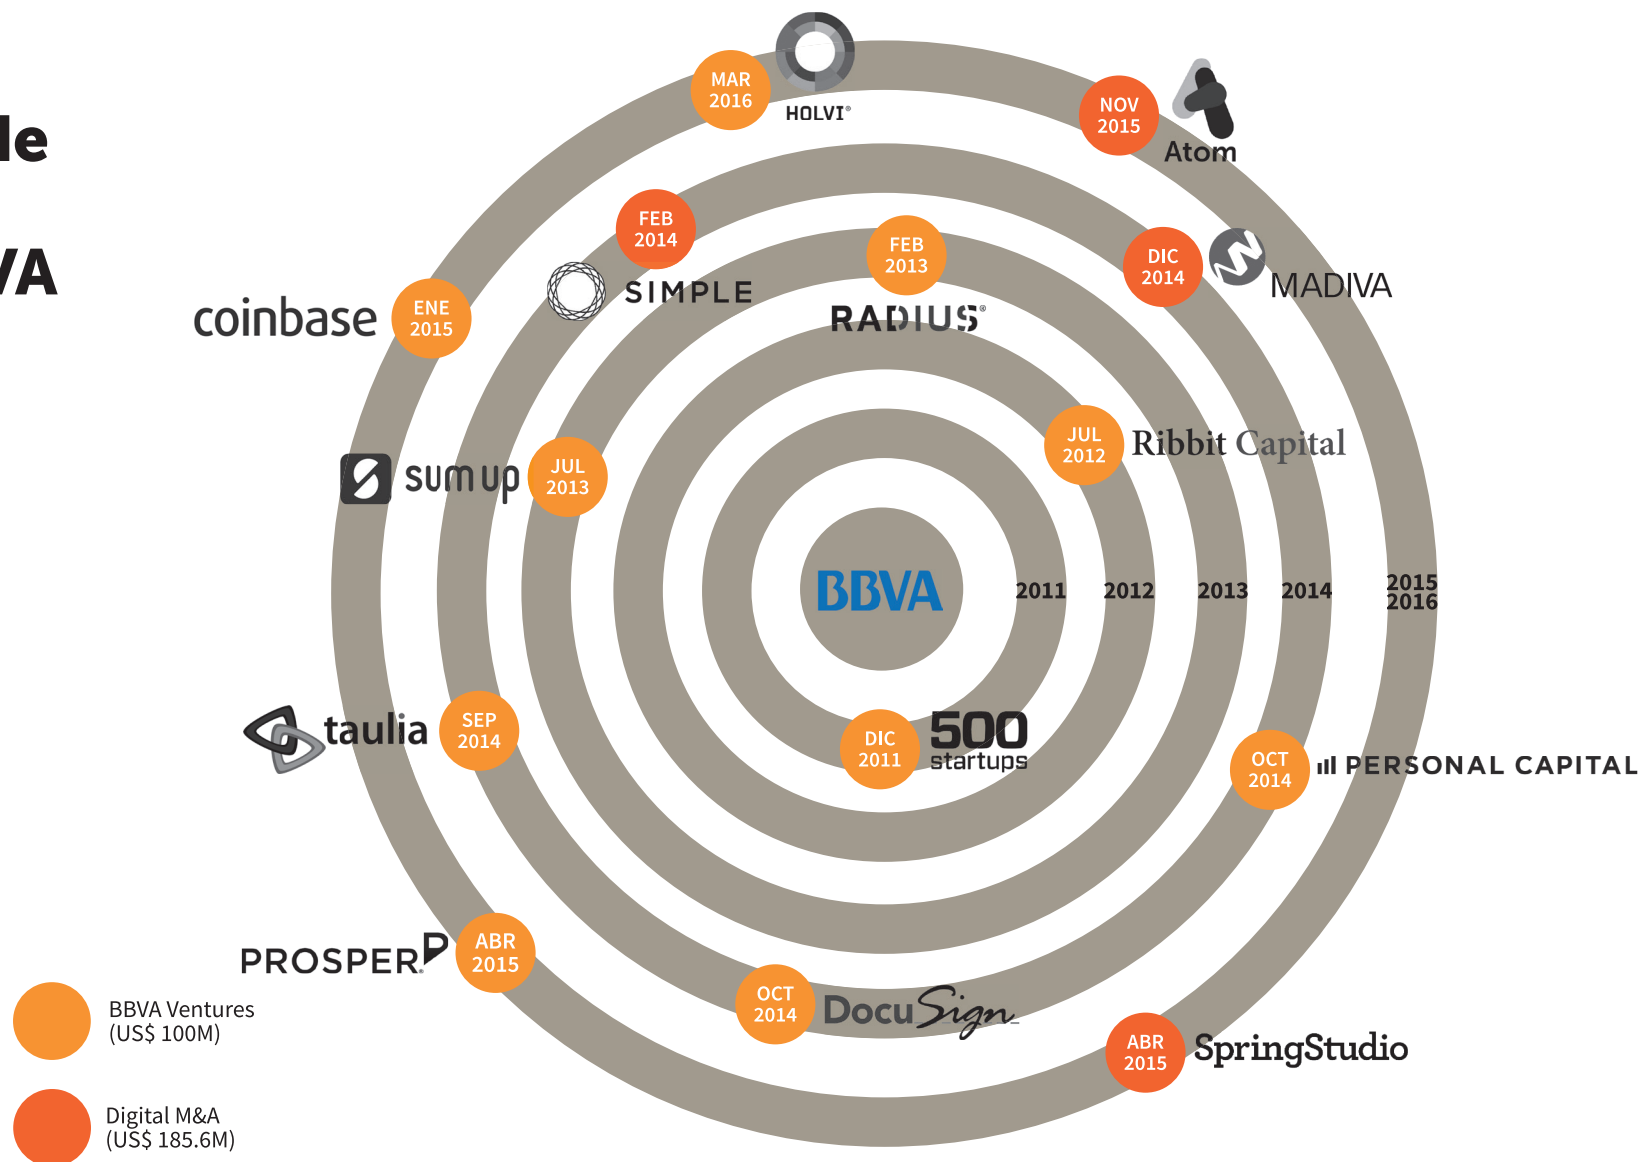 HOLVI®
MAR
2016
NOV
2015
Atom
FEB
2014
SIMPLE
FEB
2013
RADIUS®
DIC
2014
MADIVA
coinbase
ENE
2015
JUL
2012
Ribbit Capital
sumup
JUL
2013
BBVA
2011
2012
2013
2014
2015
2016
taulia
SEP
2014
DIC
2011
500
startups
OCT
2014
PERSONAL CAPITAL
PROSPER
ABR
2015
OCT
2014
DocuSign
ABR
2015
SpringStudio
BBVA Ventures
(US$ 100M)
Digital M&A
(US$ 185.6M)